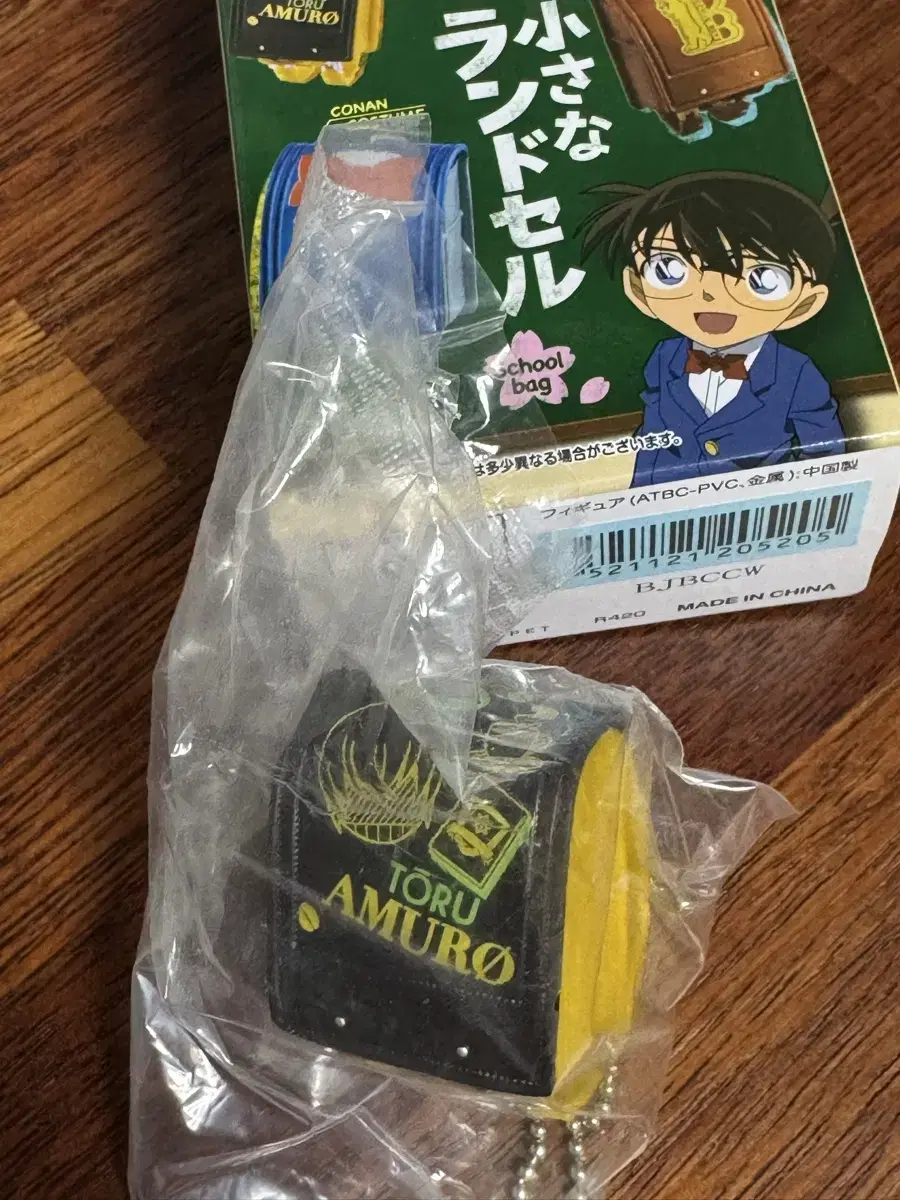 TŌRU
AMURØ
小さな
ランドセル
CONAN
COSTUME
school
bag
は多少異なる場合がございます。
フィギュア(ATBC-PVC、金属):中国製
521121 205205
BJBCCW
PET R420 MADE IN CHINA
TŌRU
AMURØ